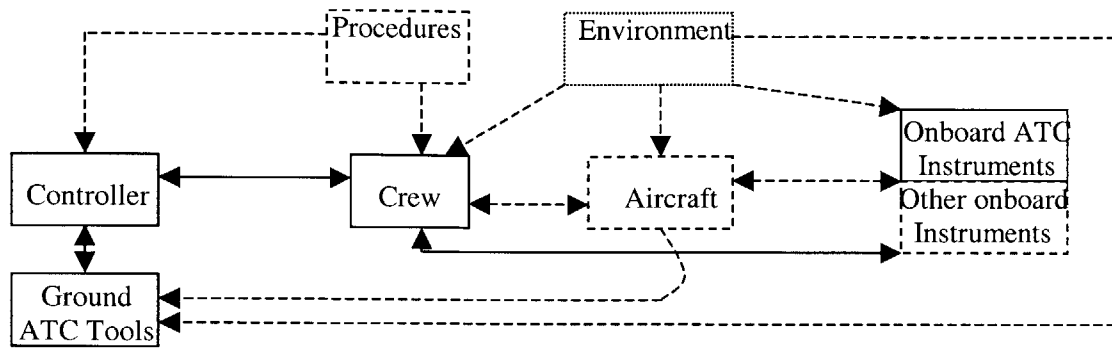 Procedures
Environment
Onboard ATC
Instruments
Controller
Crew
Aircraft
Other onboard
Instruments
Ground
ATC Tools